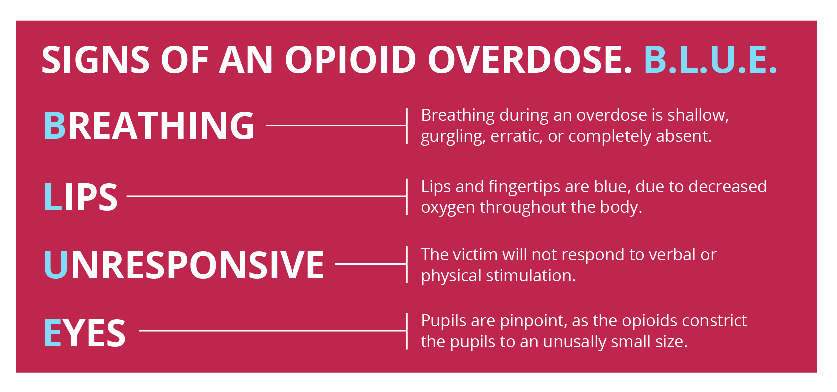 SIGNS OF AN OPIOID OVERDOSE. B.L.U.E.
BREATHING
Breathing during an overdose is shallow,
gurgling, erratic, or completely absent.
LIPS
Lips and fingertips are blue, due to decreased
oxygen throughout the body.
UNRESPONSIVE
The victim will not respond to verbal or
physical stimulation.
EYES
Pupils are pinpoint, as the opioids constrict
the pupils to an unusally small size.